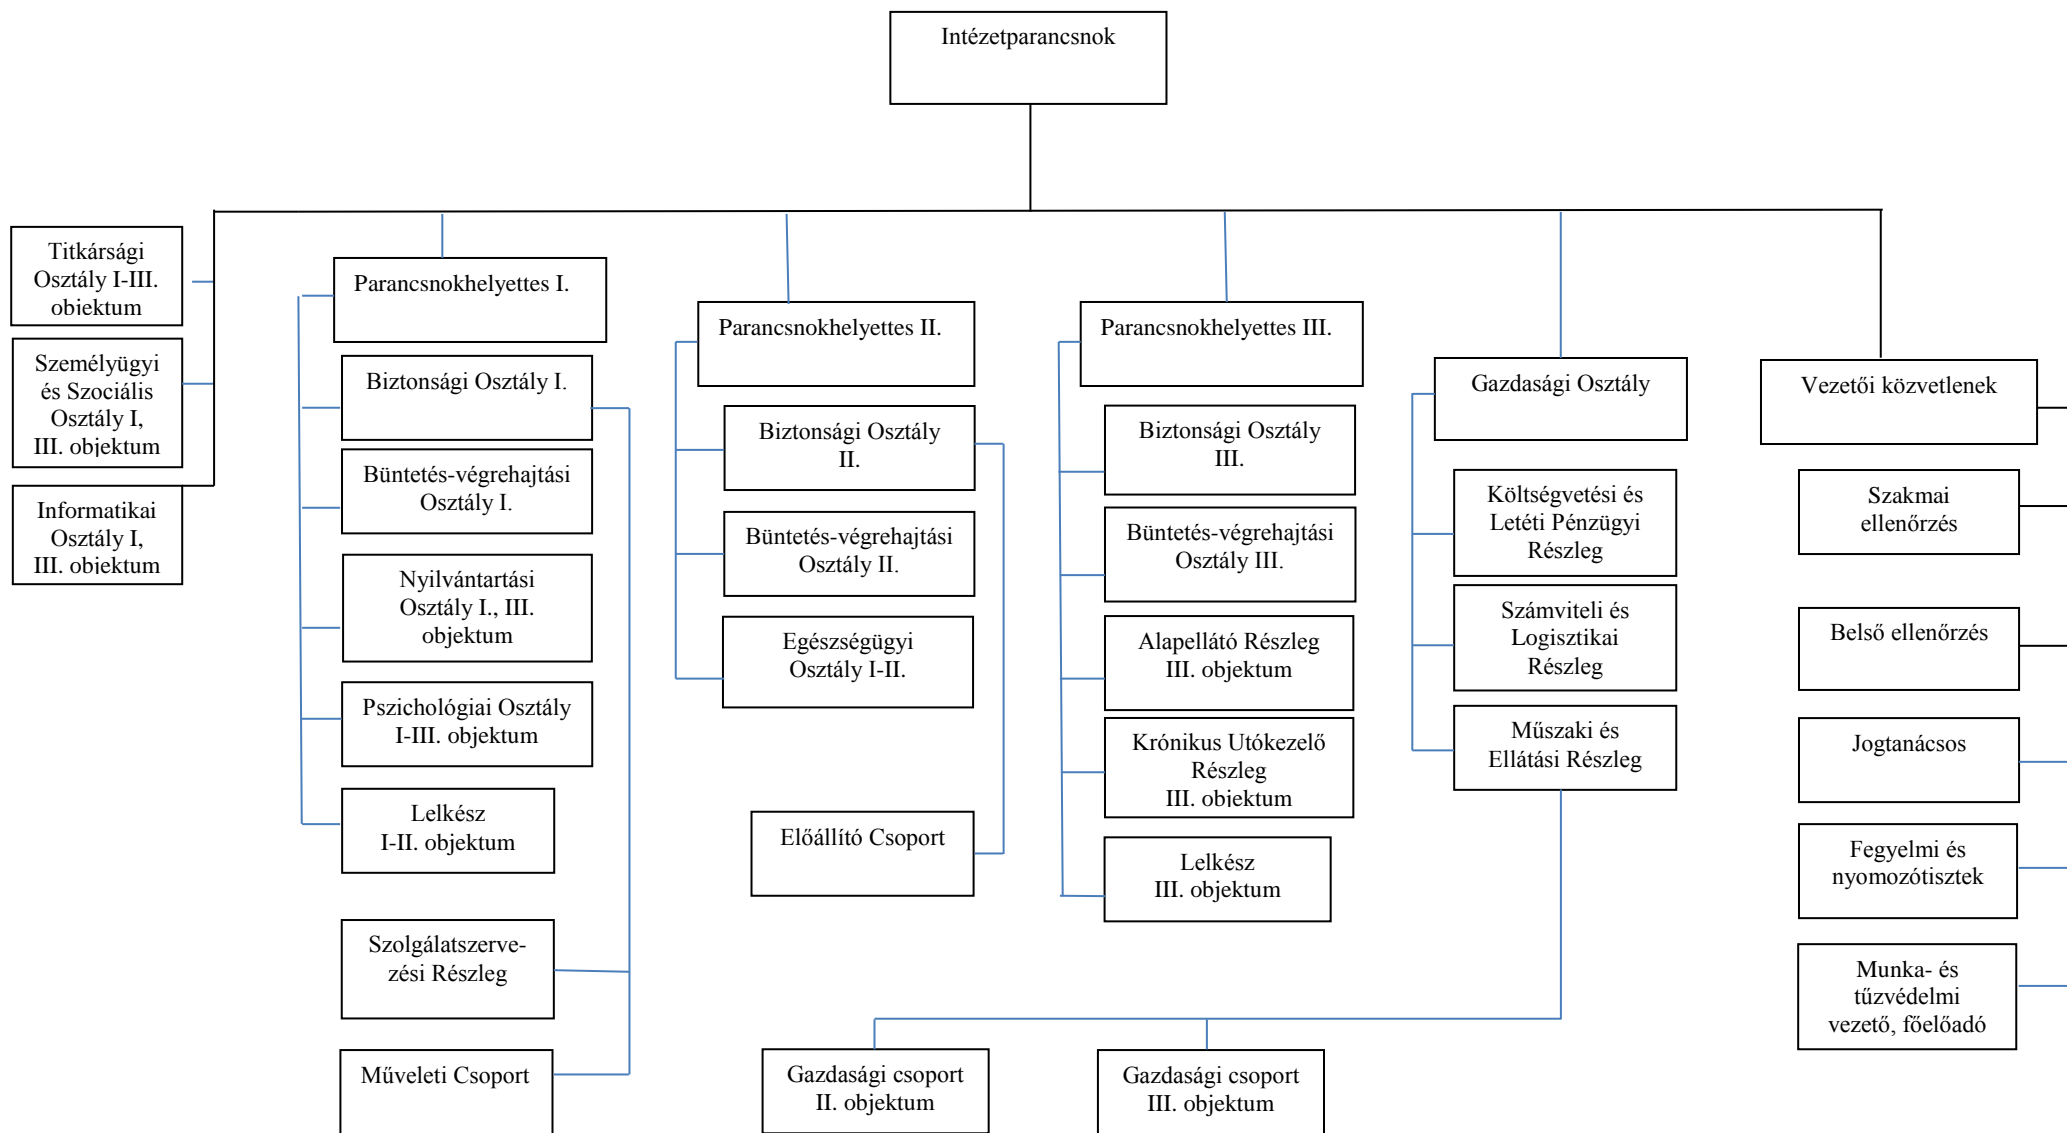 Intézetparancsnok
Titkársági
Osztály I-III.
objektum
Személyügyi
és Szociális
Osztály I,
III. objektum
Informatikai
Osztály I,
III. objektum
Parancsnokhelyettes I.
Biztonsági Osztály I.
Büntetés-végrehajtási
Osztály I.
Nyilvántartási
Osztály I., III.
objektum
Pszichológiai Osztály
I-III. objektum
Lelkész
I-II. objektum
Szolgálatszerve-
zési Részleg
Műveleti Csoport
Parancsnokhelyettes II.
Biztonsági Osztály
II.
Büntetés-végrehajtási
Osztály II.
Egészségügyi
Osztály I-II.
Előállító Csoport
Parancsnokhelyettes III.
Biztonsági Osztály
III.
Büntetés-végrehajtási
Osztály III.
Alapellátó Részleg
III. objektum
Krónikus Utókezelő
Részleg
III. objektum
Lelkész
III. objektum
Gazdasági Osztály
Költségvetési és
Letéti Pénzügyi
Részleg
Számviteli és
Logisztikai
Részleg
Műszaki és
Ellátási Részleg
Gazdasági csoport
II. objektum
Gazdasági csoport
III. objektum
Vezetői közvetlenek
Szakmai
ellenőrzés
Belső ellenőrzés
Jogtanácsos
Fegyelmi és
nyomozótisztek
Munka- és
tűzvédelmi
vezető, főelőadó